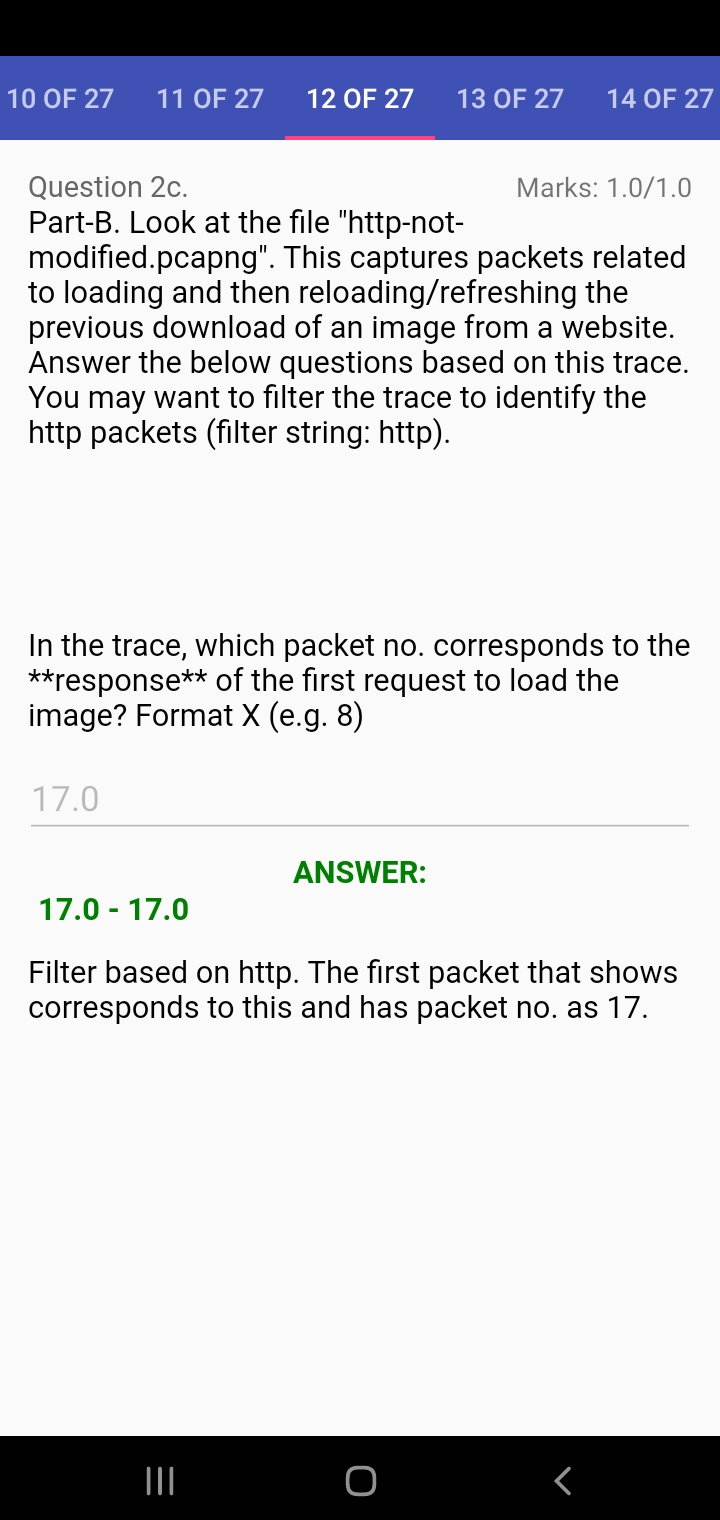 10 OF 27 11 OF 27 12 OF 27 13 OF 27 14 OF 27
Question 2c. Marks: 1.0/1.0
Part-B. Look at the file "http-not-
modified.pcapng". This captures packets related
to loading and then reloading/refreshing the
previous download of an image from a website.
Answer the below questions based on this trace.
You may want to filter the trace to identify the
http packets (filter string: http).
In the trace, which packet no. corresponds to the
**response** of the first request to load the
image? Format X (e.g. 8)
17.0
ANSWER:
17.0 - 17.0
Filter based on http. The first packet that shows
corresponds to this and has packet no. as 17.